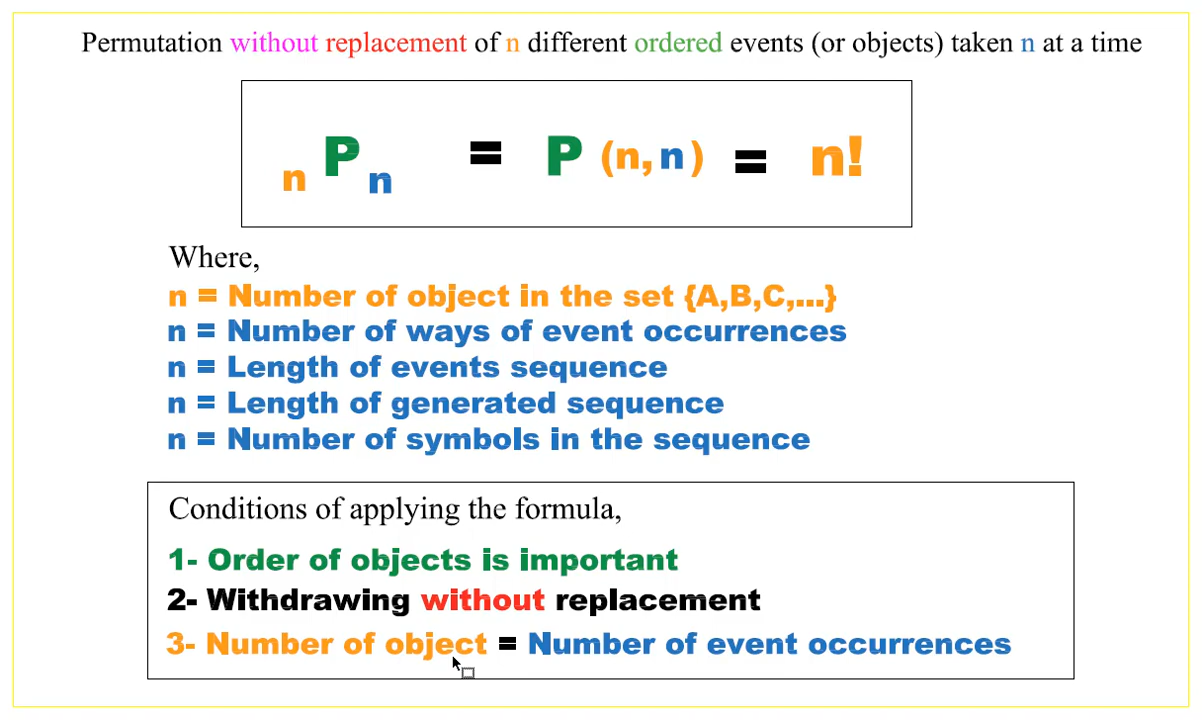 Permutation without replacement of n different ordered events (or objects) taken n at a time
n P n = P (n, n) = n!
Where,
n = Number of object in the set {A,B,C,...}
n = Number of ways of event occurrences
n = Length of events sequence
n = Length of generated sequence
n = Number of symbols in the sequence
Conditions of applying the formula,
1- Order of objects is important
2- Withdrawing without replacement
3- Number of object = Number of event occurrences